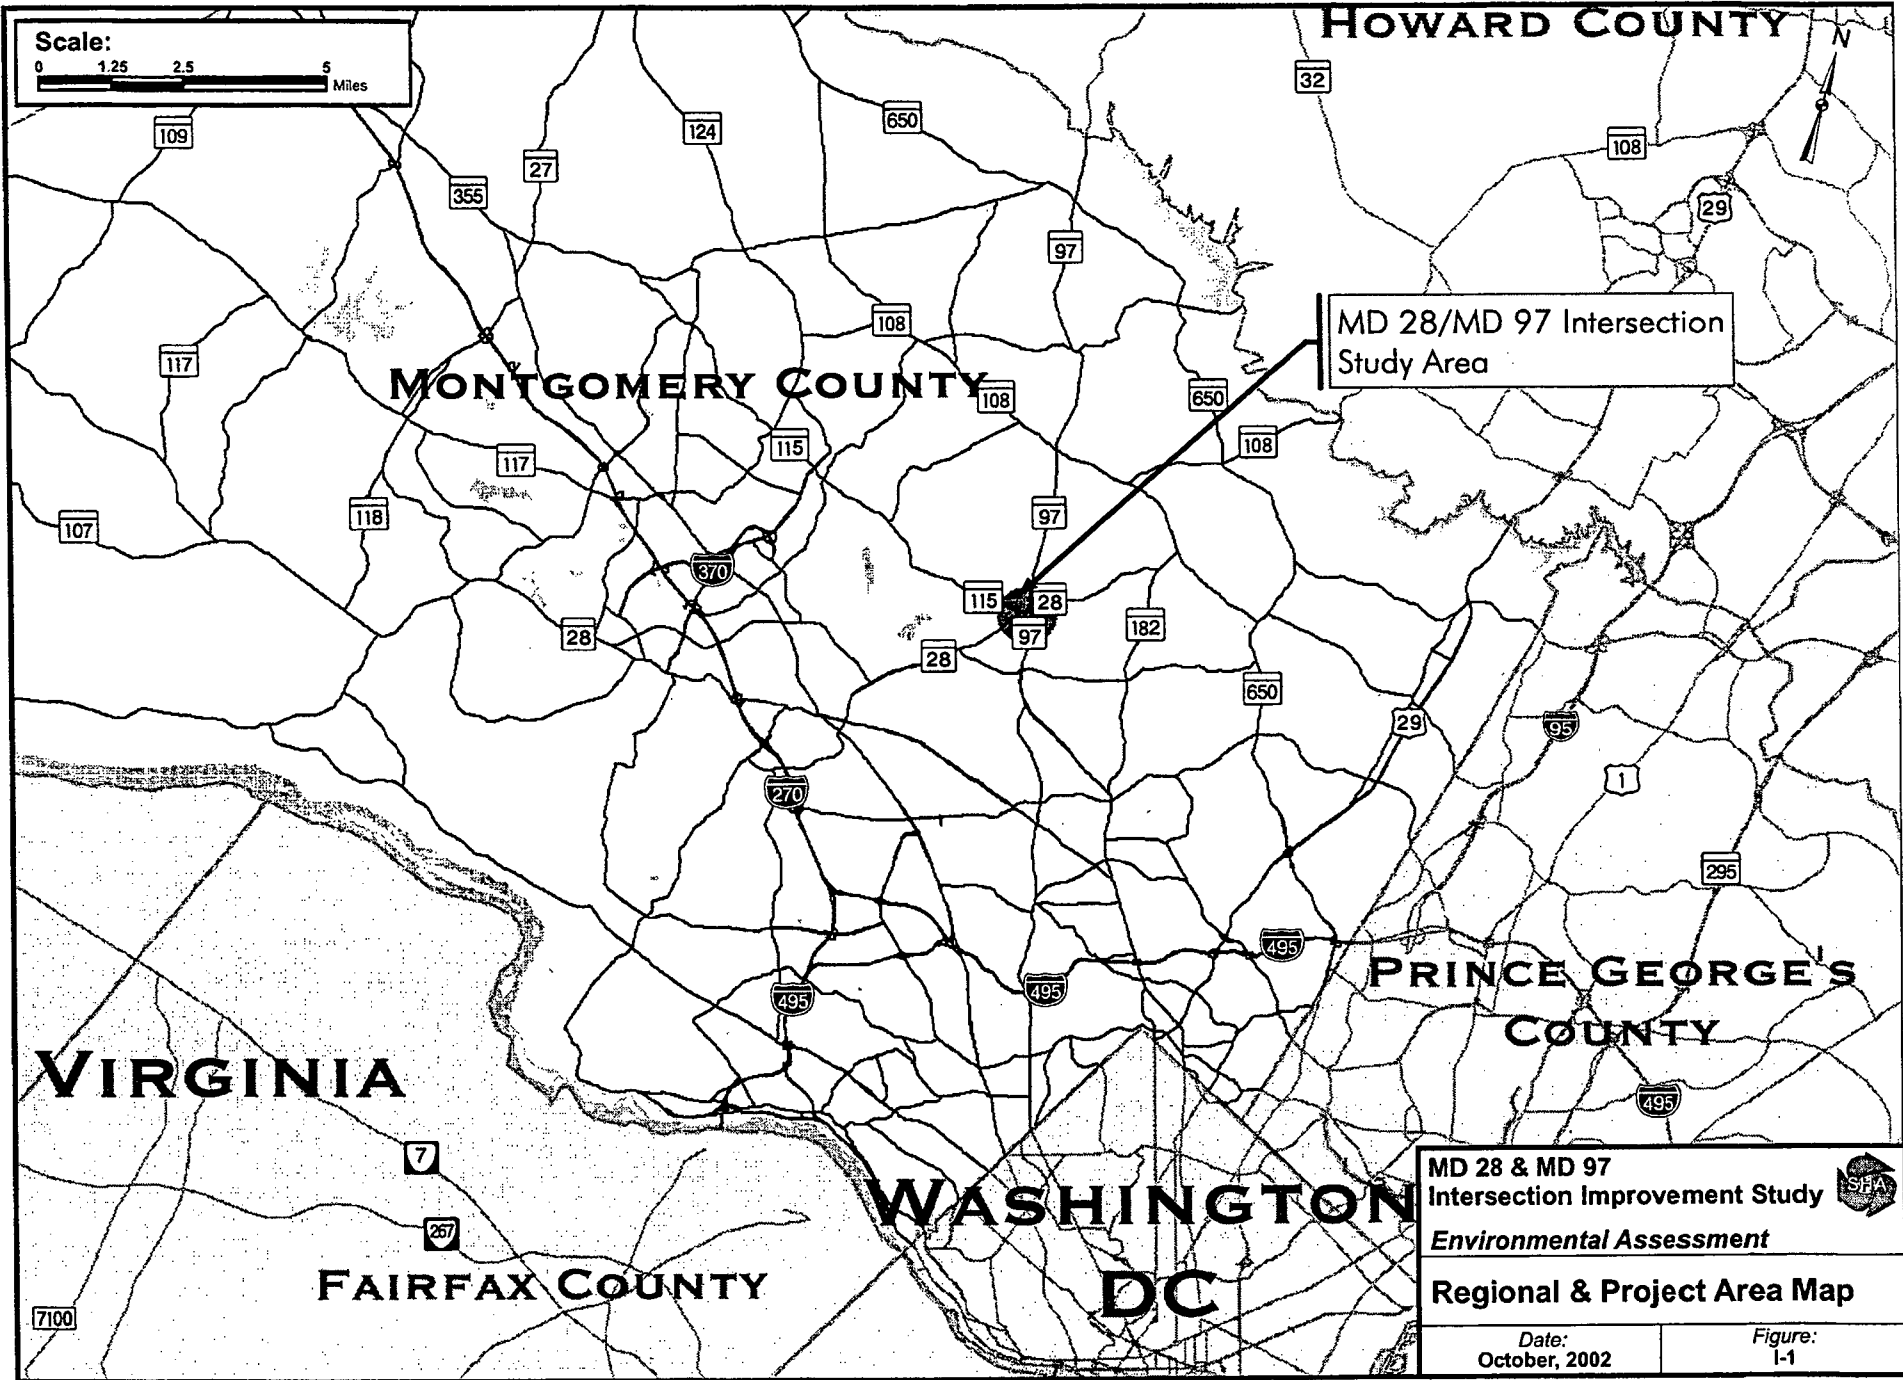 Scale:
0 1.25 2.5 5
Miles
HOWARD COUNTY
N
32
109
124
650
27
108
355
29
97
108
MD 28/MD 97 Intersection
Study Area
117
MONTGOMERY COUNTY
108
650
115
108
117
118
97
107
370
115
28
28
97
182
28
650
29
95
1
270
295
495
495
495
PRINCE GEORGE'S
COUNTY
VIRGINIA
495
7
WASHINGTON
DC
267
FAIRFAX COUNTY
7100
MD 28 & MD 97
Intersection Improvement Study
SHA
Environmental Assessment
Regional & Project Area Map
Date:
October, 2002
Figure:
I-1